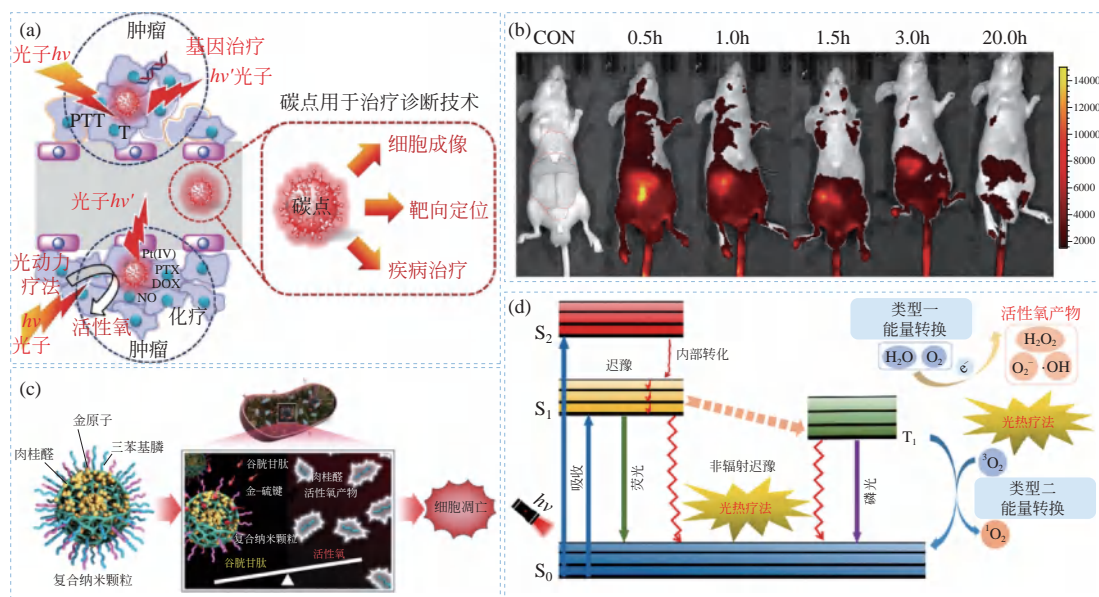 (a)
肿瘤
光子hv
基因治疗
hv'光子
PTT
T
碳点用于治疗诊断技术
细胞成像
碳点
靶向定位
疾病治疗
光子hv'
Pt(IV)
PTX
DOX
NO
光动力
疗法
hv
光子
活性氧
化疗
肿瘤
(b)
CON
0.5h
1.0h
1.5h
3.0h
20.0h
14000
12000
10000
8000
6000
4000
2000
(c)
金原子
三苯基膦
肉桂醛
复合纳米颗粒
谷胱甘肽
金—硫键
肉桂醛
活性氧产物
复合纳米颗粒
谷胱甘肽
活性氧
细胞凋亡
(d)
S2
内部转化
迟豫
S1
T1
吸收
荧光
非辐射迟豫
光热疗法
磷光
hv
S0
类型一
能量转换
H2O
O2
e-
活性氧产物
H2O2
O2-
·OH
光热疗法
3O2
类型二
能量转换
1O2